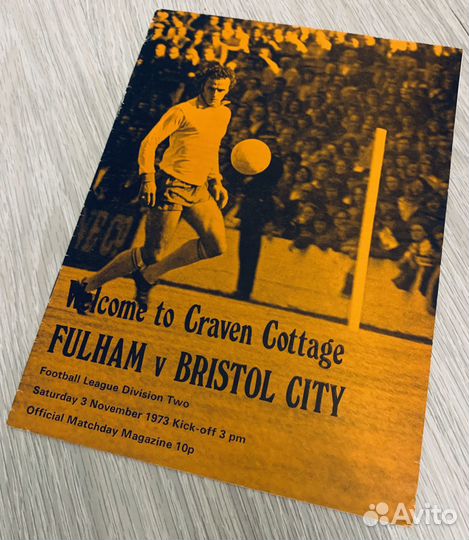 Welcome to Craven Cottage
FULHAM v BRISTOL CITY
Football League Division Two
Saturday 3 November 1973 Kick-off 3 pm
Official Matchday Magazine 10p
Avito